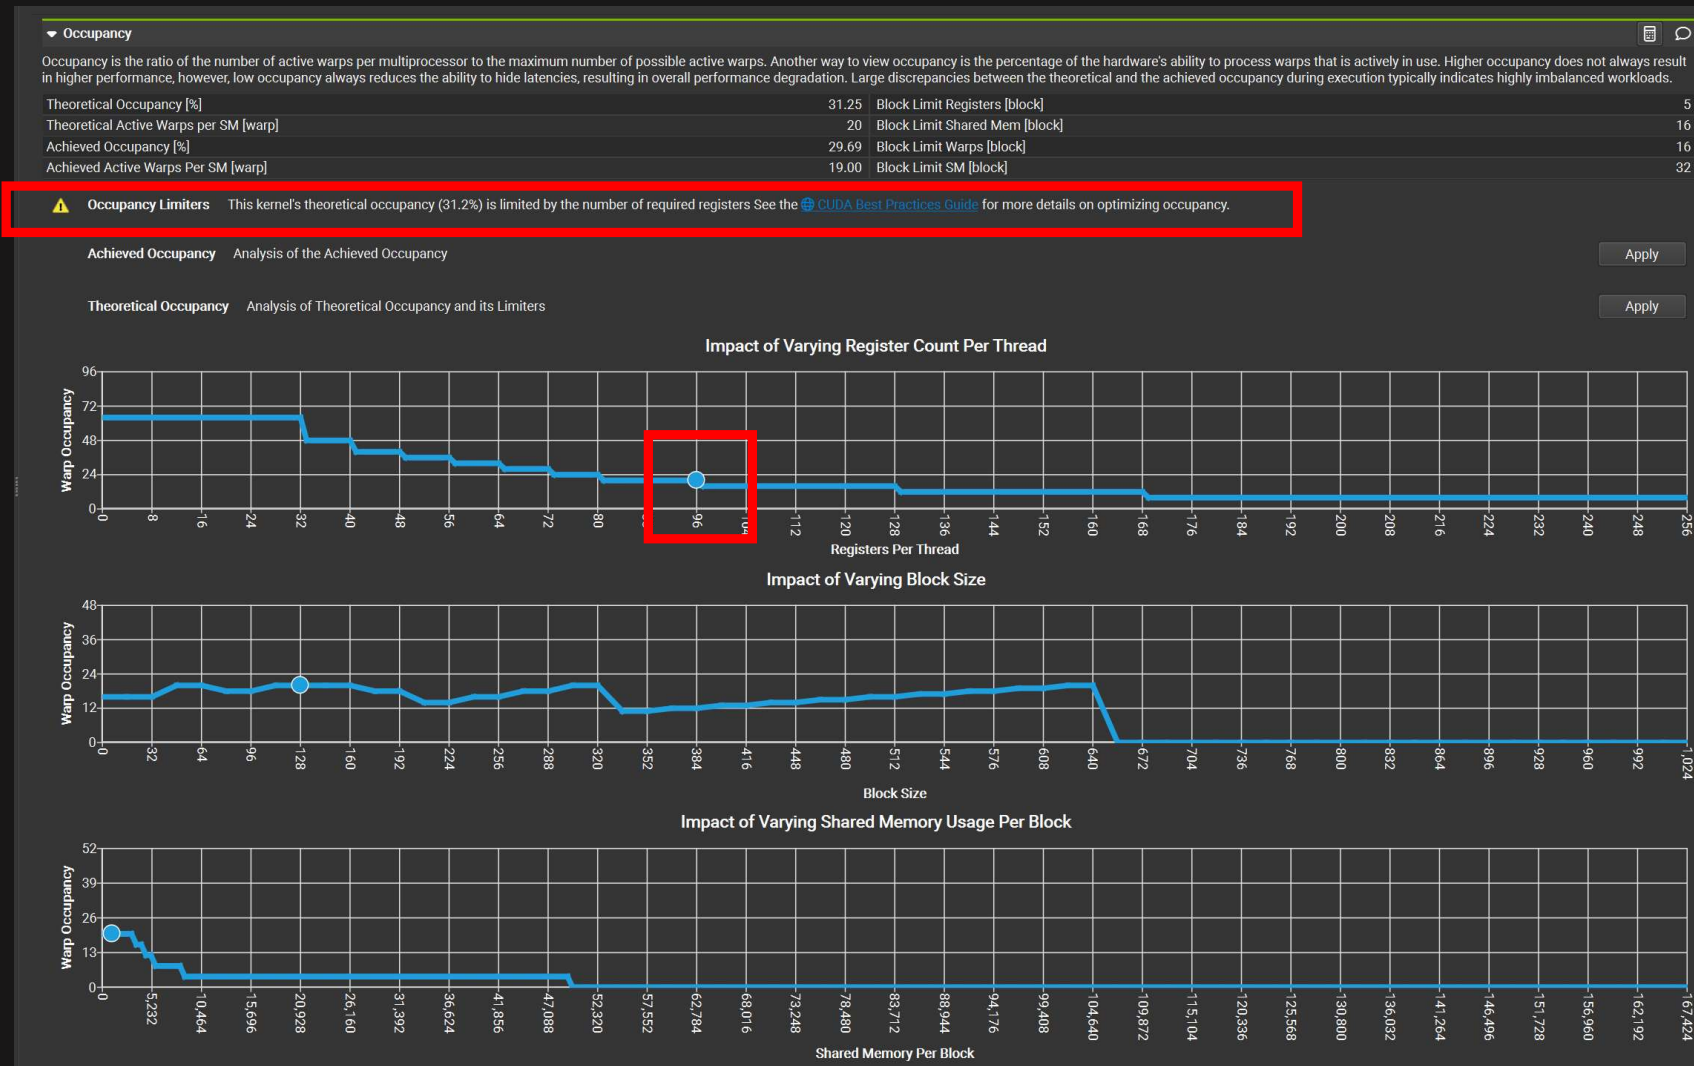 Occupancy
Occupancy is the ratio of the number of active warps per multiprocessor to the maximum number of possible active warps. Another way to view occupancy is the percentage of the hardware's ability to process warps that is actively in use. Higher occupancy does not always result
in higher performance, however, low occupancy always reduces the ability to hide latencies, resulting in overall performance degradation. Large discrepancies between the theoretical and the achieved occupancy during execution typically indicates highly imbalanced workloads.
Theoretical Occupancy [%] 31.25 Block Limit Registers [block] 5
Theoretical Active Warps per SM [warp] 20 Block Limit Shared Mem [block] 16
Achieved Occupancy [%] 29.69 Block Limit Warps [block] 16
Achieved Active Warps Per SM [warp] 19.00 Block Limit SM [block] 32
Occupancy Limiters This kernel's theoretical occupancy (31.2%) is limited by the number of required registers See the CUDA Best Practices Guide for more details on optimizing occupancy.
Achieved Occupancy Analysis of the Achieved Occupancy Apply
Theoretical Occupancy Analysis of Theoretical Occupancy and its Limiters Apply
Impact of Varying Register Count Per Thread
Warp Occupancy
96
72
48
24
0
0 8 16 24 32 40 48 56 64 72 80 96 104 112 120 128 136 144 152 160 168 176 184 192 200 208 216 224 232 240 248 256
Registers Per Thread
Impact of Varying Block Size
Warp Occupancy
48
36
24
12
0
0 32 64 96 128 160 192 224 256 288 320 352 384 416 448 480 512 544 576 608 640 672 704 736 768 800 832 864 896 928 960 992 1,024
Block Size
Impact of Varying Shared Memory Usage Per Block
Warp Occupancy
52
39
26
13
0
0 5,232 10,464 15,696 20,928 26,160 31,392 36,624 41,856 47,088 52,320 57,552 62,784 68,016 73,248 78,480 83,712 88,944 94,176 99,408 104,640 109,872 115,104 120,336 125,568 130,800 136,032 141,264 146,496 151,728 156,960 162,192 167,424
Shared Memory Per Block